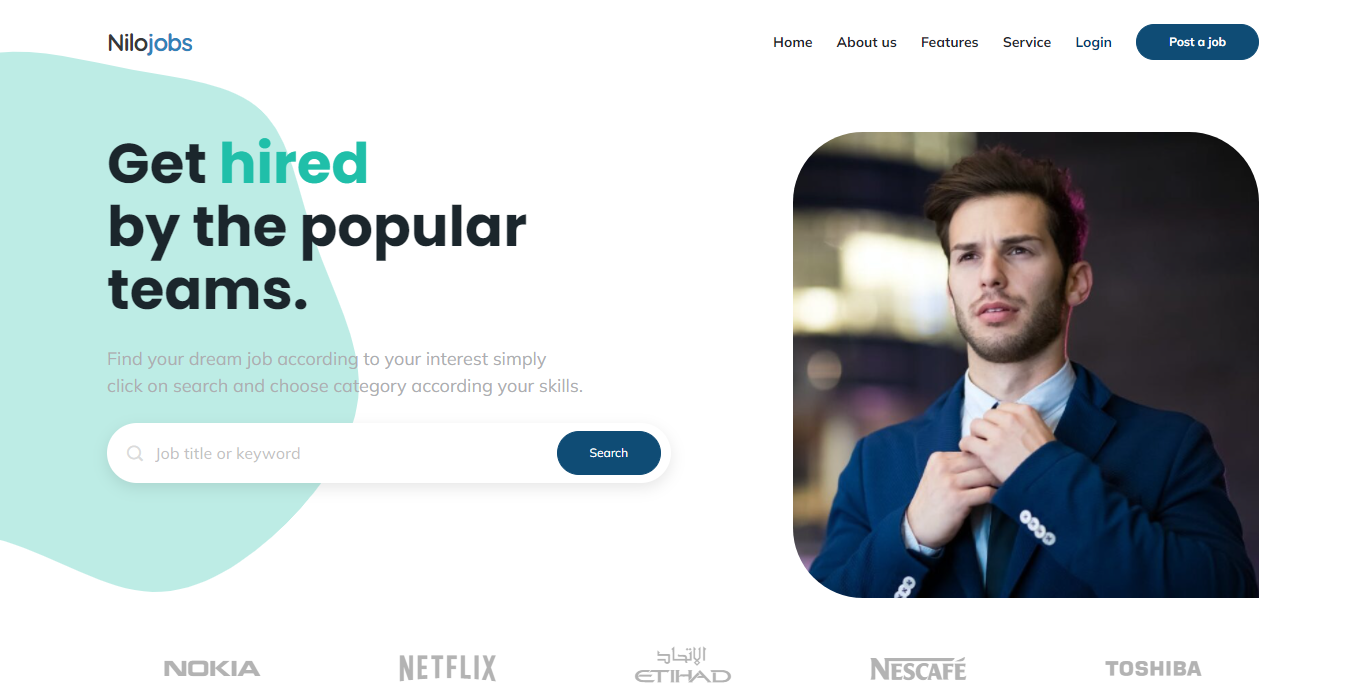 Nilojobs
Home About us Features Service Login Post a job
Get hired
by the popular
teams.
Find your dream job according to your interest simply
click on search and choose category according your skills.
Job title or keyword Search
الإتحاد
NOKIA NETFLIX ETIHAD NESCAFÉ TOSHIBA